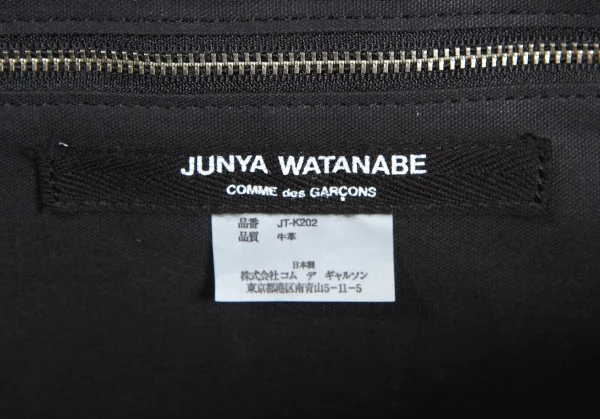 JUNYA WATANABE
COMME des GARÇONS
品番 JT-K202
品質 牛革
日本製
株式会社コム デ ギャルソン
東京都港区南青山5-11-5